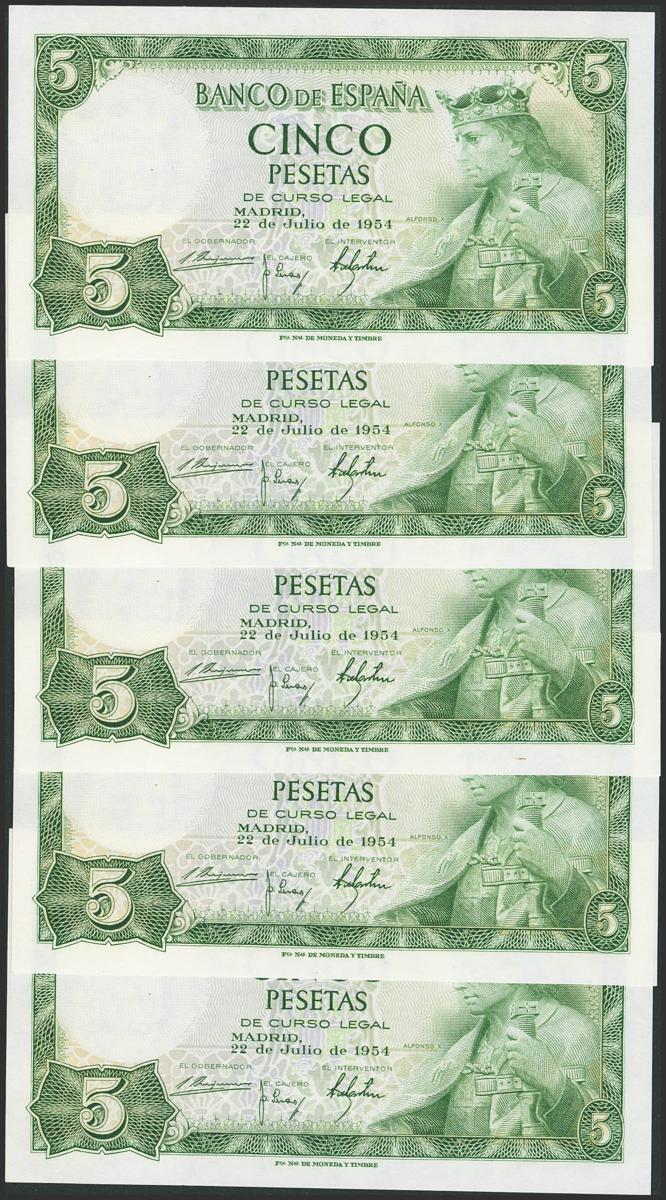 5 5
BANCO DE ESPAÑA
CINCO
PESETAS
DE CURSO LEGAL
MADRID,
22 de Julio de 1954 ALFONSO X
EL GOBERNADOR EL INTERVENTOR
EL CAJERO
5 5
Fca. Nal. DE MONEDA Y TIMBRE
PESETAS
DE CURSO LEGAL
MADRID,
22 de Julio de 1954 ALFONSO X
EL GOBERNADOR EL INTERVENTOR
EL CAJERO
5 5
Fca. Nal. DE MONEDA Y TIMBRE
PESETAS
DE CURSO LEGAL
MADRID,
22 de Julio de 1954 ALFONSO X
EL GOBERNADOR EL INTERVENTOR
EL CAJERO
5 5
Fca. Nal. DE MONEDA Y TIMBRE
PESETAS
DE CURSO LEGAL
MADRID,
22 de Julio de 1954 ALFONSO X
EL GOBERNADOR EL INTERVENTOR
EL CAJERO
5 5
Fca. Nal. DE MONEDA Y TIMBRE
PESETAS
DE CURSO LEGAL
MADRID,
22 de Julio de 1954 ALFONSO X
EL GOBERNADOR EL INTERVENTOR
EL CAJERO
5 5
Fca. Nal. DE MONEDA Y TIMBRE